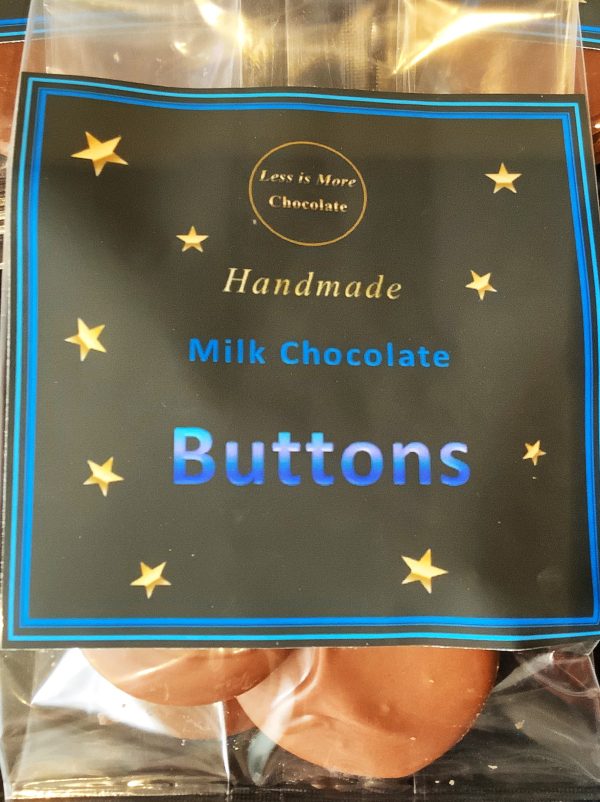 Less is More
Chocolate
Handmade
Milk Chocolate
Buttons